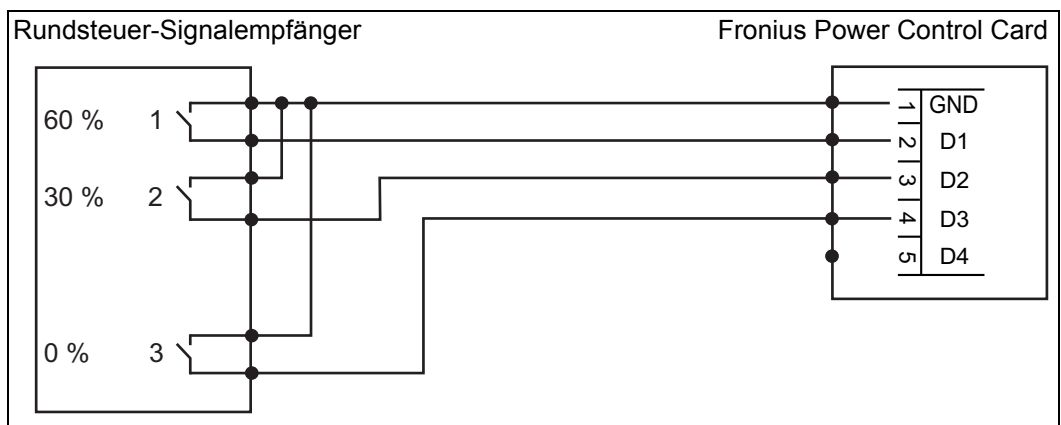 Rundsteuer-Signalempfänger
Fronius Power Control Card
60 % 1
30 % 2
0 % 3
1 GND
2 D1
3 D2
4 D3
5 D4